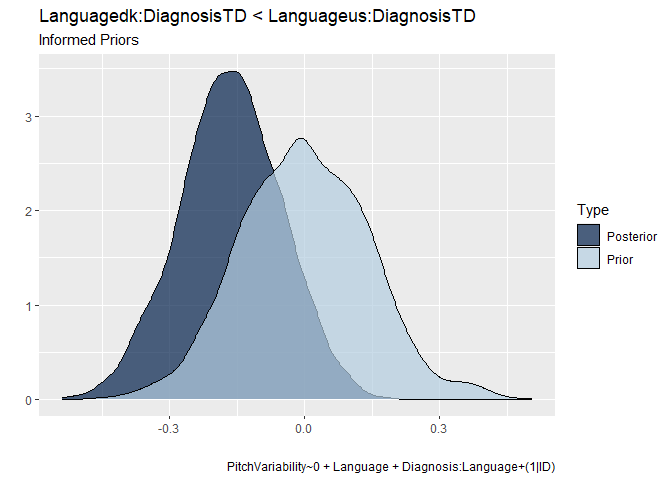 Languagedk:DiagnosisTD < Languageus:DiagnosisTD
Informed Priors
3
2
1
0
-0.3
0.0
0.3
Type
Posterior
Prior
PitchVariability~0 + Language + Diagnosis:Language+(1|ID)